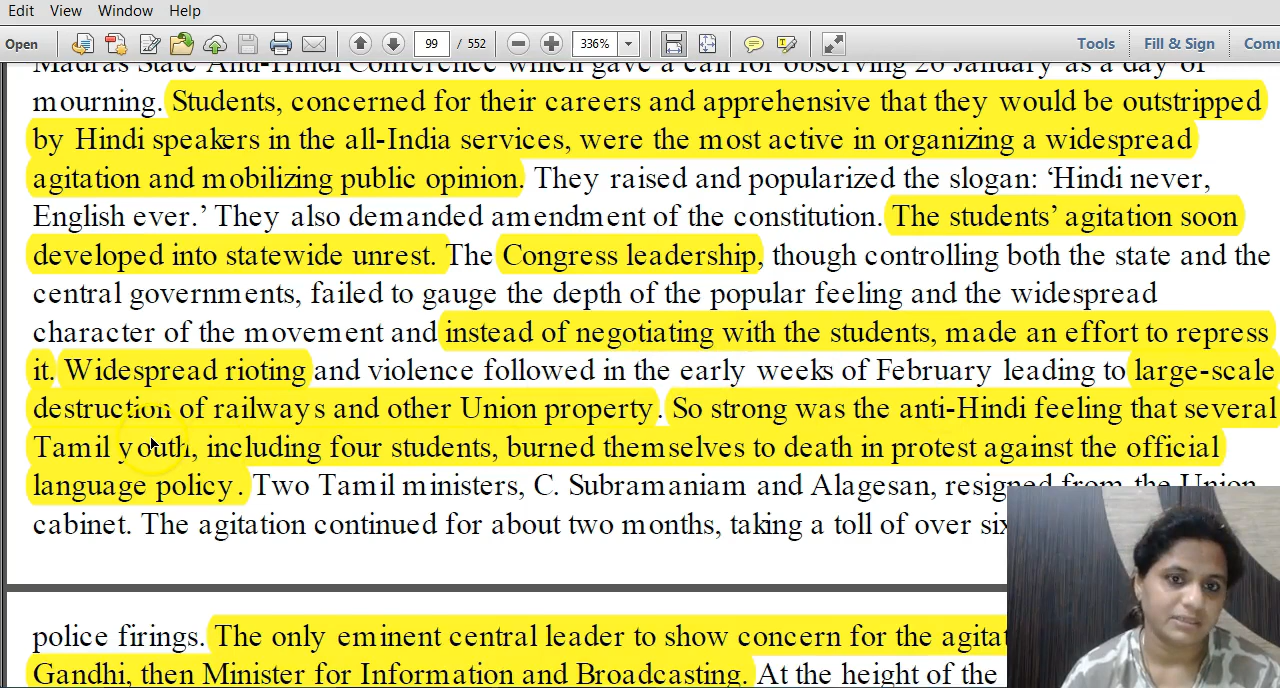 Edit View Window Help
Open 99 / 552 336% Tools Fill & Sign Comm
Madras State Anti-Hindi Conference which gave a call for observing 26 January as a day of
mourning. Students, concerned for their careers and apprehensive that they would be outstripped
by Hindi speakers in the all-India services, were the most active in organizing a widespread
agitation and mobilizing public opinion. They raised and popularized the slogan: ‘Hindi never,
English ever.’ They also demanded amendment of the constitution. The students’ agitation soon
developed into statewide unrest. The Congress leadership, though controlling both the state and the
central governments, failed to gauge the depth of the popular feeling and the widespread
character of the movement and instead of negotiating with the students, made an effort to repress
it. Widespread rioting and violence followed in the early weeks of February leading to large-scale
destruction of railways and other Union property. So strong was the anti-Hindi feeling that several
Tamil youth, including four students, burned themselves to death in protest against the official
language policy. Two Tamil ministers, C. Subramaniam and Alagesan, resigned from the Union
cabinet. The agitation continued for about two months, taking a toll of over
police firings. The only eminent central leader to show concern for the
Gandhi, then Minister for Information and Broadcasting. At the height of the